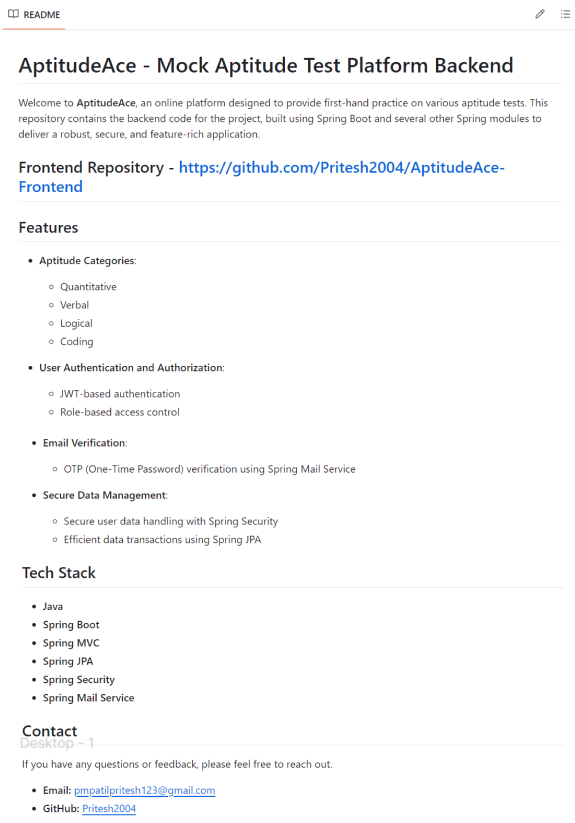 README
AptitudeAce - Mock Aptitude Test Platform Backend
Welcome to AptitudeAce, an online platform designed to provide first-hand practice on various aptitude tests. This
repository contains the backend code for the project, built using Spring Boot and several other Spring modules to
deliver a robust, secure, and feature-rich application.
Frontend Repository - https://github.com/Pritesh2004/AptitudeAce-
Frontend
Features
• Aptitude Categories:
◦ Quantitative
◦ Verbal
◦ Logical
◦ Coding
• User Authentication and Authorization:
◦ JWT-based authentication
◦ Role-based access control
• Email Verification:
◦ OTP (One-Time Password) verification using Spring Mail Service
• Secure Data Management:
◦ Secure user data handling with Spring Security
◦ Efficient data transactions using Spring JPA
Tech Stack
• Java
• Spring Boot
• Spring MVC
• Spring JPA
• Spring Security
• Spring Mail Service
Contact
Desktop - 1
If you have any questions or feedback, please feel free to reach out.
• Email: pmpatilpritesh123@gmail.com
• GitHub: Pritesh2004